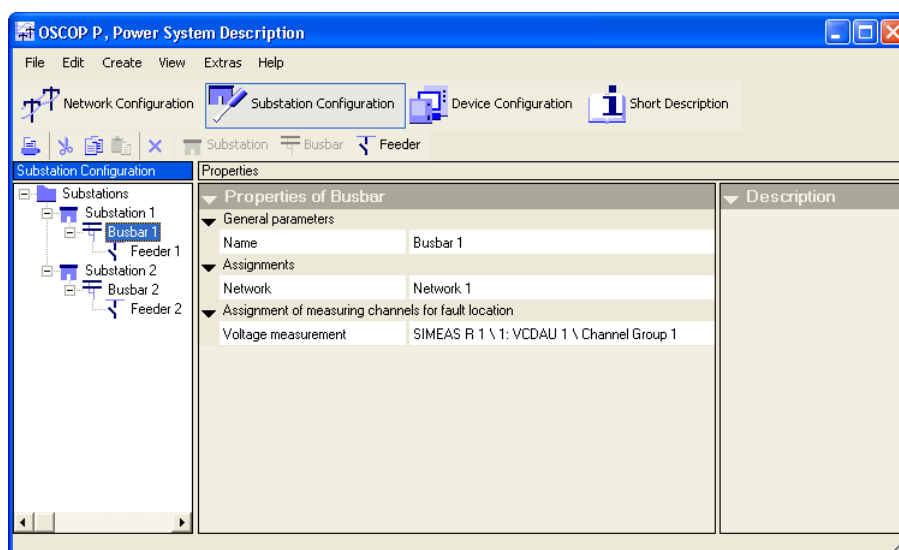 OSCOP P, Power System Description
File Edit Create View Extras Help
Network Configuration Substation Configuration Device Configuration Short Description
Substation Busbar Feeder
Substation Configuration Properties
Substations
Substation 1
Busbar 1
Feeder 1
Substation 2
Busbar 2
Feeder 2
Properties of Busbar
General parameters
Name Busbar 1
Assignments
Network Network 1
Assignment of measuring channels for fault location
Voltage measurement SIMEAS R 1 \ 1: VCDAU 1 \ Channel Group 1
Description